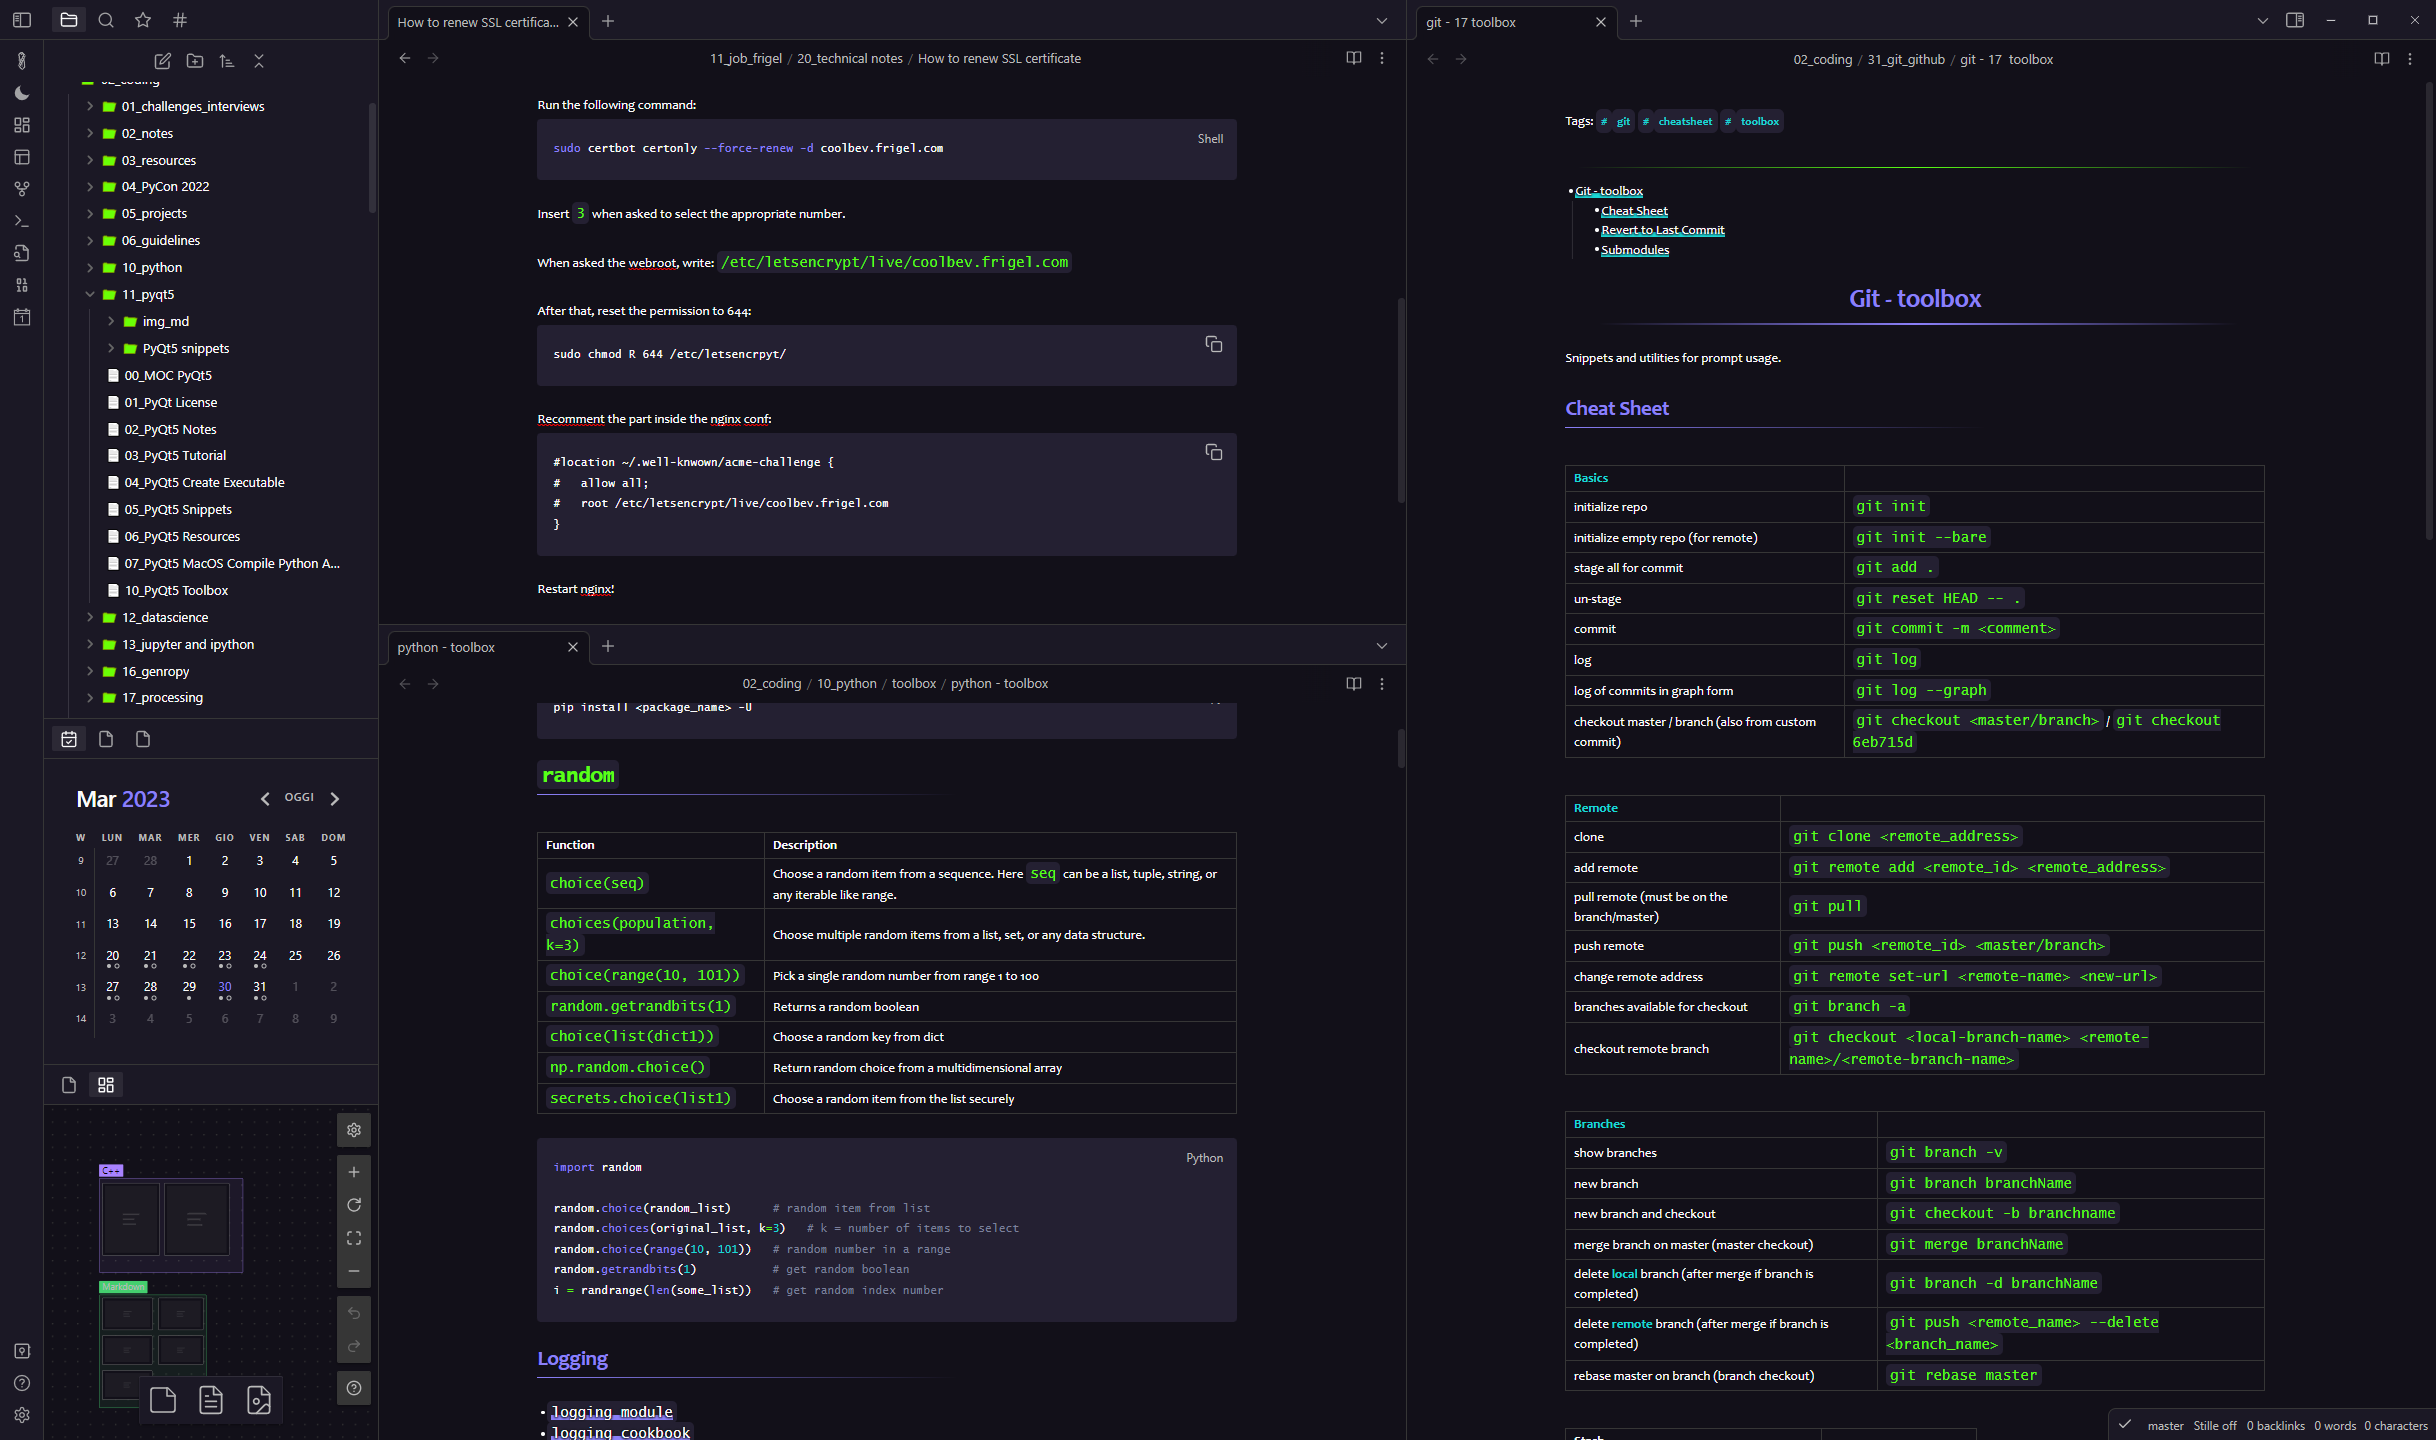 02_coding
01_challenges_interviews
02_notes
03_resources
04_PyCon 2022
05_projects
06_guidelines
10_python
11_pyqt5
img_md
PyQt5 snippets
00_MOC PyQt5
01_PyQt License
02_PyQt5 Notes
03_PyQt5 Tutorial
04_PyQt5 Create Executable
05_PyQt5 Snippets
06_PyQt5 Resources
07_PyQt5 MacOS Compile Python A...
10_PyQt5 Toolbox
12_datascience
13_jupyter and ipython
16_genropy
17_processing
Mar 2023
OGGI
W LUN MAR MER GIO VEN SAB DOM
9 27 28 1 2 3 4 5
10 6 7 8 9 10 11 12
11 13 14 15 16 17 18 19
12 20 21 22 23 24 25 26
13 27 28 29 30 31 1 2
14 3 4 5 6 7 8 9
C++
Markdown
How to renew SSL certifica...
11_job_frigel / 20_technical notes / How to renew SSL certificate
Run the following command:
Shell
sudo certbot certonly --force-renew -d coolbev.frigel.com
Insert 3 when asked to select the appropriate number.
When asked the webroot, write: /etc/letsencrypt/live/coolbev.frigel.com
After that, reset the permission to 644:
sudo chmod R 644 /etc/letsencrpyt/
Recomment the part inside the nginx conf:
#location ~/.well-knwown/acme-challenge {
#   allow all;
#   root /etc/letsencrypt/live/coolbev.frigel.com
}
Restart nginx!
python - toolbox
02_coding / 10_python / toolbox / python - toolbox
pip install <package_name> -U
random
Function Description
choice(seq) Choose a random item from a sequence. Here seq can be a list, tuple, string, or
any iterable like range.
choices(population,
k=3) Choose multiple random items from a list, set, or any data structure.
choice(range(10, 101)) Pick a single random number from range 1 to 100
random.getrandbits(1) Returns a random boolean
choice(list(dict1)) Choose a random key from dict
np.random.choice() Return random choice from a multidimensional array
secrets.choice(list1) Choose a random item from the list securely
Python
import random
random.choice(random_list)      # random item from list
random.choices(original_list, k=3)   # k = number of items to select
random.choice(range(10, 101))   # random number in a range
random.getrandbits(1)           # get random boolean
i = randrange(len(some_list))   # get random index number
Logging
logging module
logging cookbook
git - 17 toolbox
02_coding / 31_git_github / git - 17 toolbox
Tags: # git # cheatsheet # toolbox
Git - toolbox
Cheat Sheet
Revert to Last Commit
Submodules
Git - toolbox
Snippets and utilities for prompt usage.
Cheat Sheet
Basics
initialize repo git init
initialize empty repo (for remote) git init --bare
stage all for commit git add .
un-stage git reset HEAD -- .
commit git commit -m <comment>
log git log
log of commits in graph form git log --graph
checkout master / branch (also from custom
commit) git checkout <master/branch> / git checkout
6eb715d
Remote
clone git clone <remote_address>
add remote git remote add <remote_id> <remote_address>
pull remote (must be on the
branch/master) git pull
push remote git push <remote_id> <master/branch>
change remote address git remote set-url <remote-name> <new-url>
branches available for checkout git branch -a
checkout remote branch git checkout <local-branch-name> <remote-
name>/<remote-branch-name>
Branches
show branches git branch -v
new branch git branch branchName
new branch and checkout git checkout -b branchname
merge branch on master (master checkout) git merge branchName
delete local branch (after merge if branch is
completed) git branch -d branchName
delete remote branch (after merge if branch is
completed) git push <remote_name> --delete
<branch_name>
rebase master on branch (branch checkout) git rebase master
Stash
master Stille off 0 backlinks 0 words 0 characters